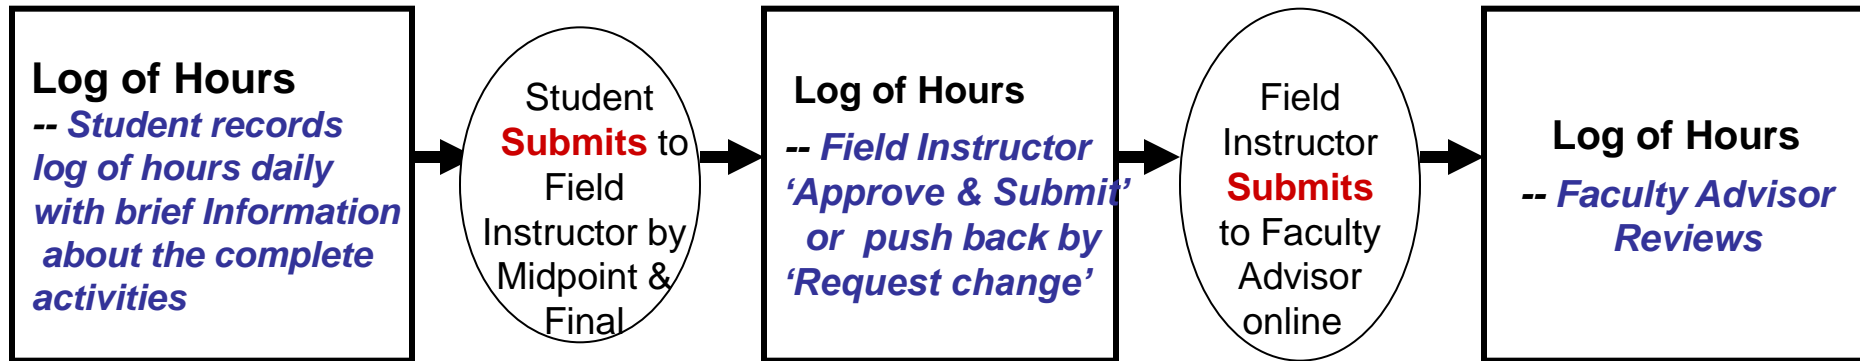 Log of Hours
-- Student records
log of hours daily
with brief Information
about the complete
activities
Student
Submits to
Field
Instructor by
Midpoint &
Final
Log of Hours
-- Field Instructor
‘Approve & Submit’
or push back by
‘Request change’
Field
Instructor
Submits
to Faculty
Advisor
online
Log of Hours
-- Faculty Advisor
Reviews